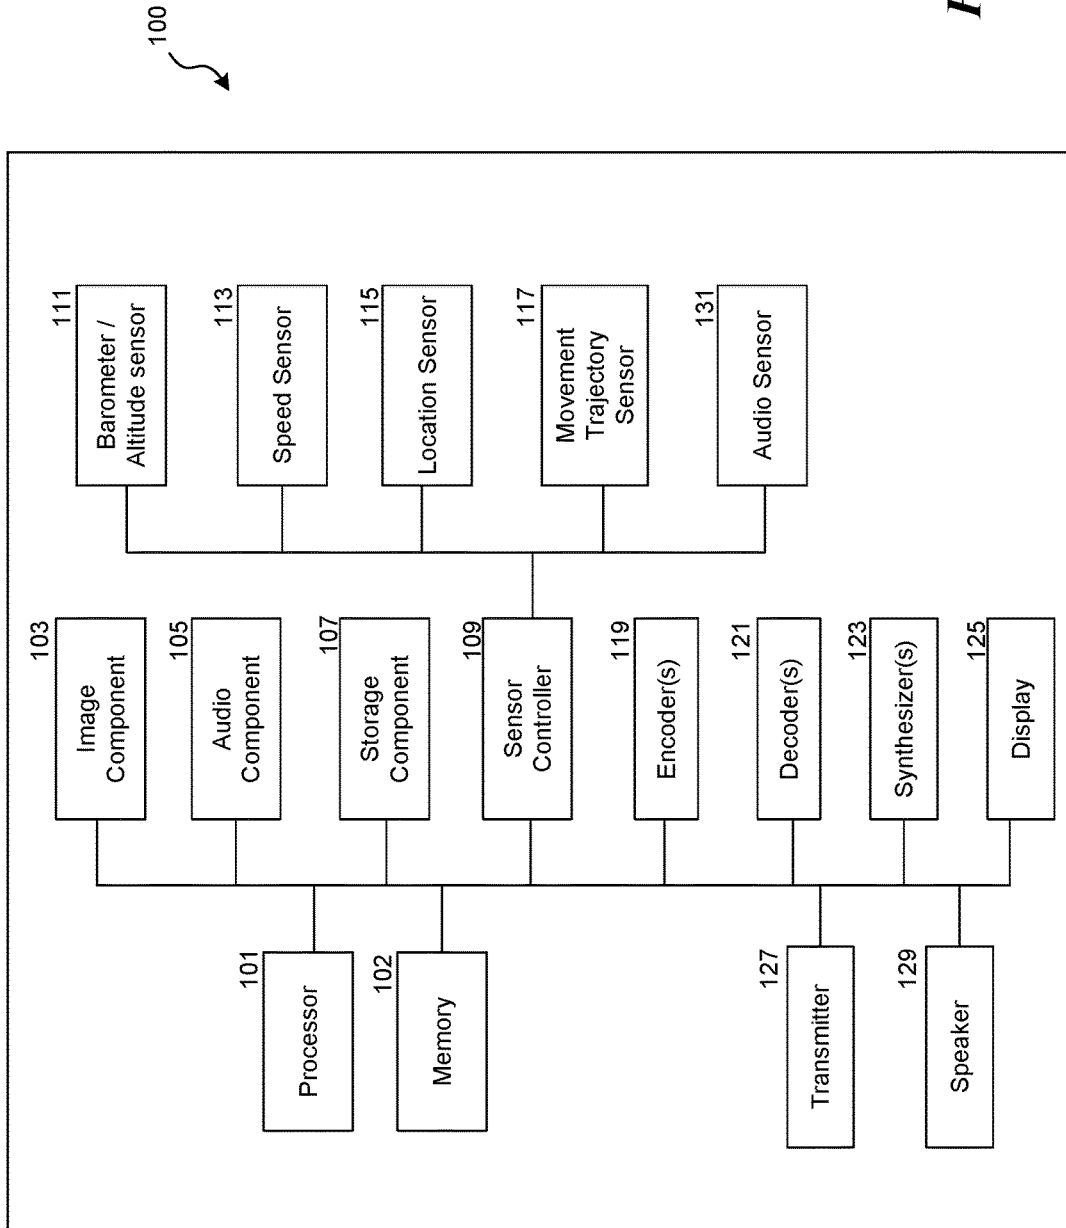 100
101
Processor
102
Memory
127
Transmitter
129
Speaker
103
Image
Component
105
Audio
Component
107
Storage
Component
109
Sensor
Controller
119
Encoder(s)
121
Decoder(s)
123
Synthesizer(s)
125
Display
111
Barometer /
Altitude sensor
113
Speed Sensor
115
Location Sensor
117
Movement
Trajectory
Sensor
131
Audio Sensor